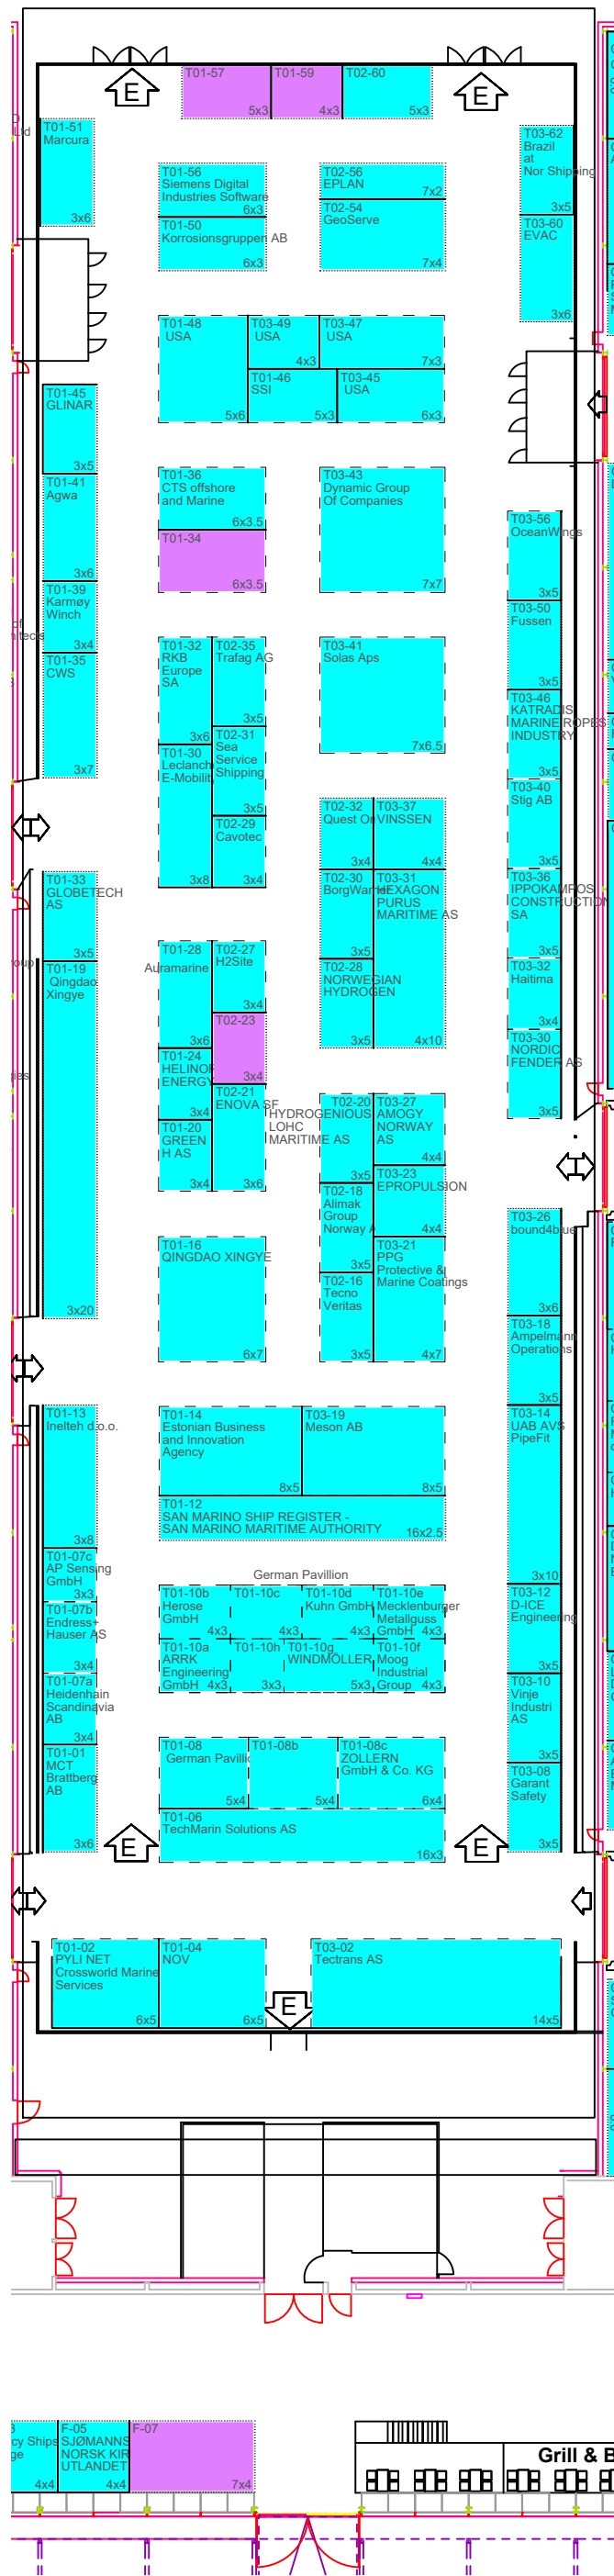 T01-57
5x3
T01-59
4x3
T02-60
5x3
E
E
Ltd
T01-51
Marcura
3x6
T01-56
Siemens Digital
Industries Software
6x3
T01-50
Korrosionsgruppen AB
6x3
T02-56
EPLAN
7x2
T02-54
GeoServe
7x4
T03-62
Brazil
at
Nor Shipping
3x5
T03-60
EVAC
3x6
T01-48
USA
5x6
T03-49
USA
4x3
T03-47
USA
7x3
T01-46
SSI
5x3
T03-45
USA
6x3
T01-45
GLINAR
3x5
T01-41
Agwa
3x6
T01-39
Karmøy
Winch
3x4
T01-35
CWS
3x7
T01-36
CTS offshore
and Marine
6x3.5
T01-34
6x3.5
T03-43
Dynamic Group
Of Companies
7x7
T03-56
OceanWings
3x5
T03-50
Fussen
3x5
T03-46
KATRADIS
MARINE ROPES
INDUSTRY
3x5
T03-40
Stig AB
3x5
T03-36
IPPOKAMPOS
CONSTRUCTION
SA
3x5
T03-32
Haitima
3x4
T03-30
NORDIC
FENDER AS
3x5
T01-32
RKB
Europe
SA
3x6
T02-35
Trafag AG
3x5
T01-30
Leclanch
E-Mobilit
3x8
T02-31
Sea
Service
Shipping
3x5
T02-29
Cavotec
3x4
T03-41
Solas Aps
7x6.5
T02-32
Quest On
3x4
T03-37
VINSSEN
4x4
T02-30
BorgWarner
3x5
T03-31
HEXAGON
PURUS
MARITIME AS
4x10
T02-28
NORWEGIAN
HYDROGEN
3x5
T01-33
GLOBETECH
AS
3x5
T01-19
Qingdao
Xingye
3x20
T01-28
Auramarine
3x6
T02-27
H2Site
3x4
T02-23
3x4
T01-24
HELINOR
ENERGY
3x4
T02-21
ENOVA SF
3x6
T01-20
GREEN
H AS
3x4
T02-20
HYDROGENIOUS
LOHC
MARITIME AS
3x5
T03-27
AMOGY
NORWAY
AS
4x4
T03-23
EPROPULSION
4x4
T02-18
Alimak
Group
Norway A
3x5
T03-21
PPG
Protective &
Marine Coatings
4x7
T02-16
Tecno
Veritas
3x5
T01-16
QINGDAO XINGYE
6x7
T03-26
bound4blue
3x6
T03-18
Ampelmann
Operations
3x5
T03-14
UAB AVS
PipeFit
3x10
T03-12
D-ICE
Engineering
3x5
T03-10
Vinje
Industri
AS
3x5
T03-08
Garant
Safety
3x5
T01-13
Inelteh d.o.o.
3x8
T01-07c
AP Sensing
GmbH
3x3
T01-07b
Endress+
Hauser AS
3x4
T01-07a
Heidenhain
Scandinavia
AB
3x4
T01-01
MCT
Brattberg
AB
3x6
T01-14
Estonian Business
and Innovation
Agency
8x5
T03-19
Meson AB
8x5
T01-12
SAN MARINO SHIP REGISTER -
SAN MARINO MARITIME AUTHORITY
16x2.5
German Pavillion
T01-10b
Herose
GmbH
4x3
T01-10c
4x3
T01-10d
Kuhn GmbH
4x3
T01-10e
Mecklenburger
Metallguss
GmbH 4x3
T01-10a
ARRK
Engineering
GmbH 4x3
T01-10h
3x3
T01-10g
WINDMÖLLER
5x3
T01-10f
Moog
Industrial
Group 4x3
T01-08
German Pavillio
5x4
T01-08b
5x4
T01-08c
ZOLLERN
GmbH & Co. KG
6x4
T01-06
TechMarin Solutions AS
16x3
E
E
T01-02
PYLI NET
Crossworld Marine
Services
6x5
T01-04
NOV
6x5
T03-02
Tectrans AS
14x5
E
cy Ships
ge
4x4
F-05
SJØMANNS
NORSK KIR
UTLANDET
4x4
F-07
7x4
Grill & B